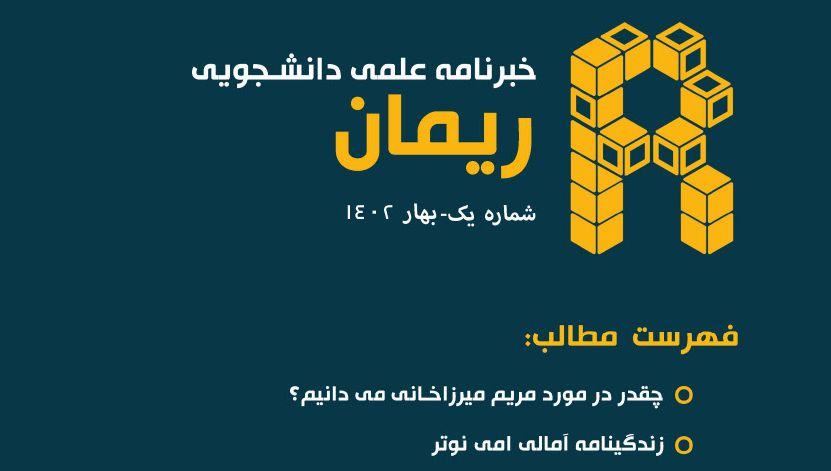 خبرنامه علمی دانشجویی
ریمان
شماره یک-بهار ١٤٠٢
فهرست مطالب:
چقدر در مورد مریم میرزاخانی می دانیم؟
زندگینامه آمالی امی نوتر